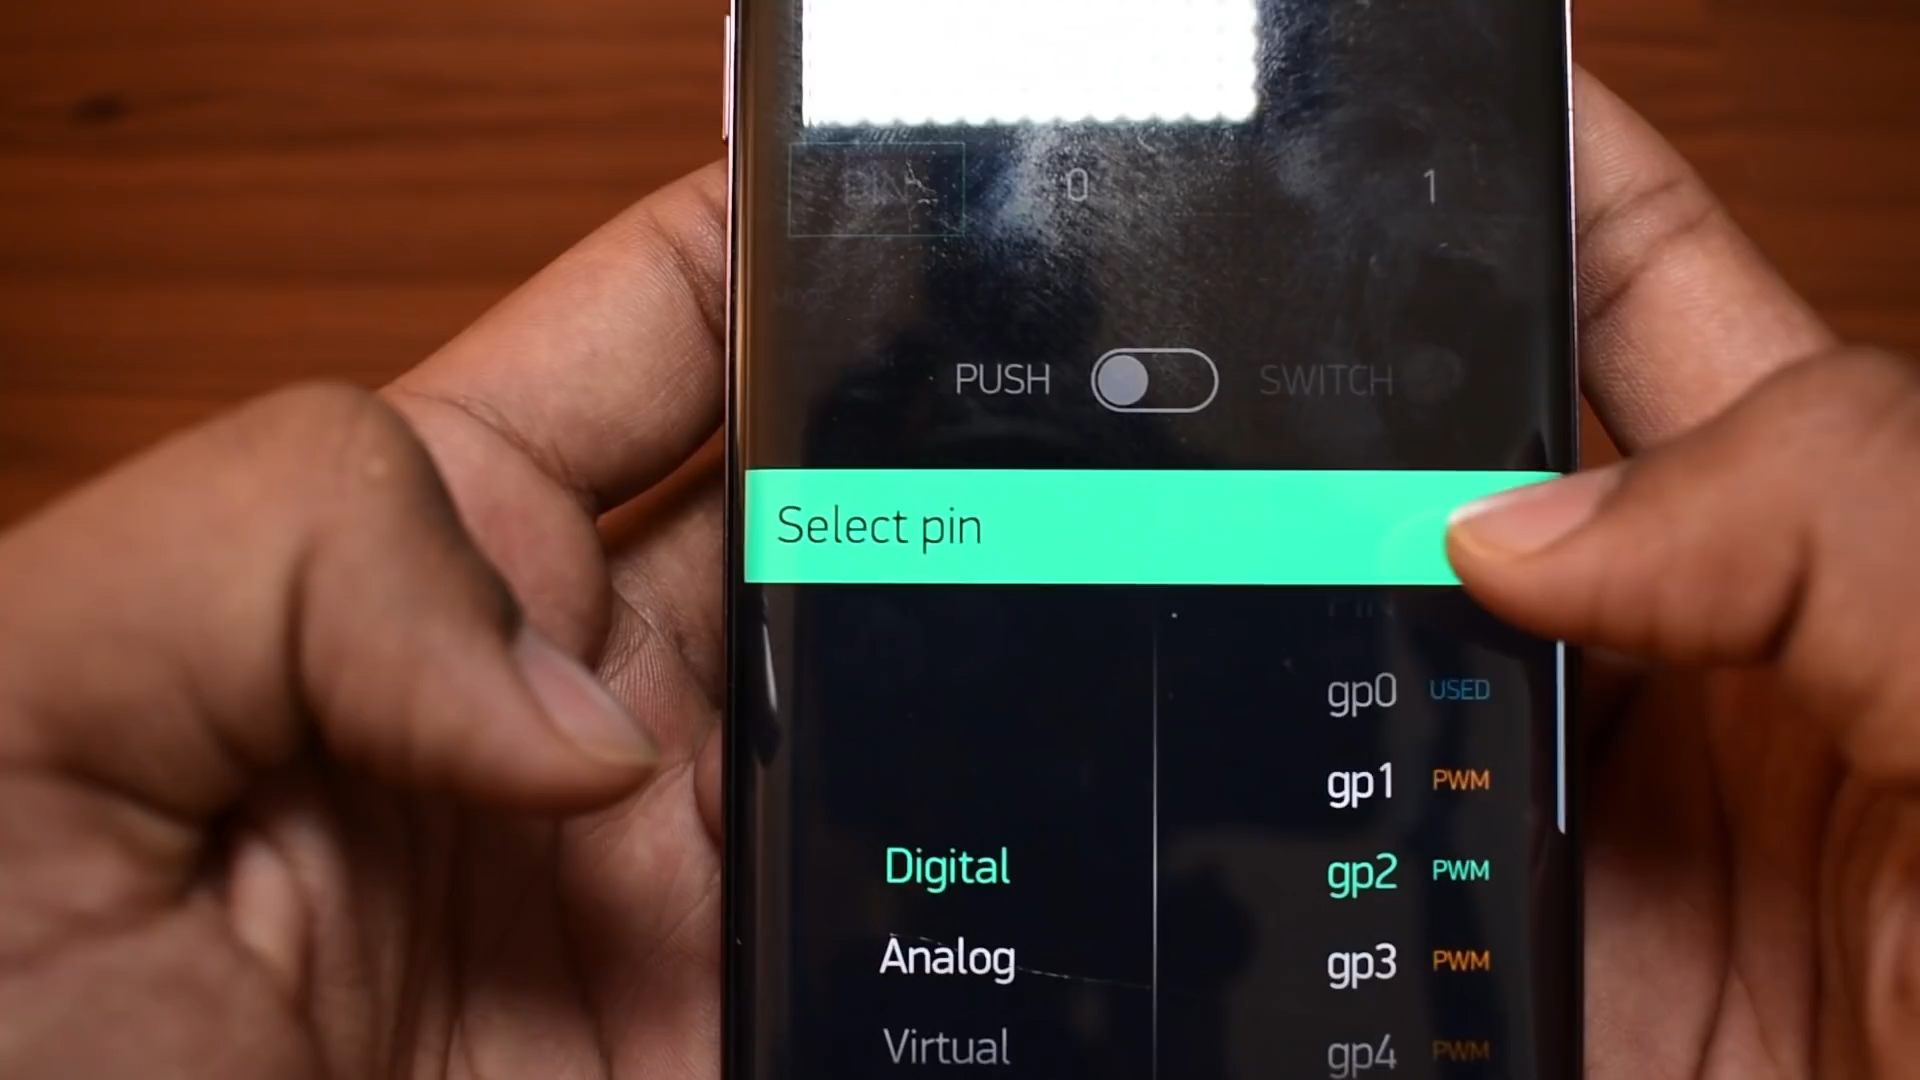 0 1
PUSH SWITCH
Select pin
gp0 USED
gp1 PWM
Digital gp2 PWM
Analog gp3 PWM
Virtual gp4 PWM